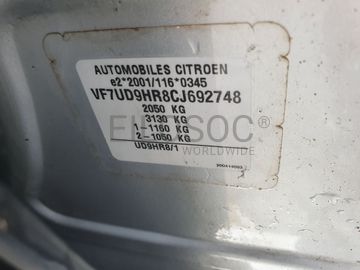 AUTOMOBILES CITROEN
e2*2001/116*0345
VF7UD9HR8CJ692748
2050 KG
3130 KG
1-1160 KG
2-1050 KG
UD9HR8/1
WORLDWIDE